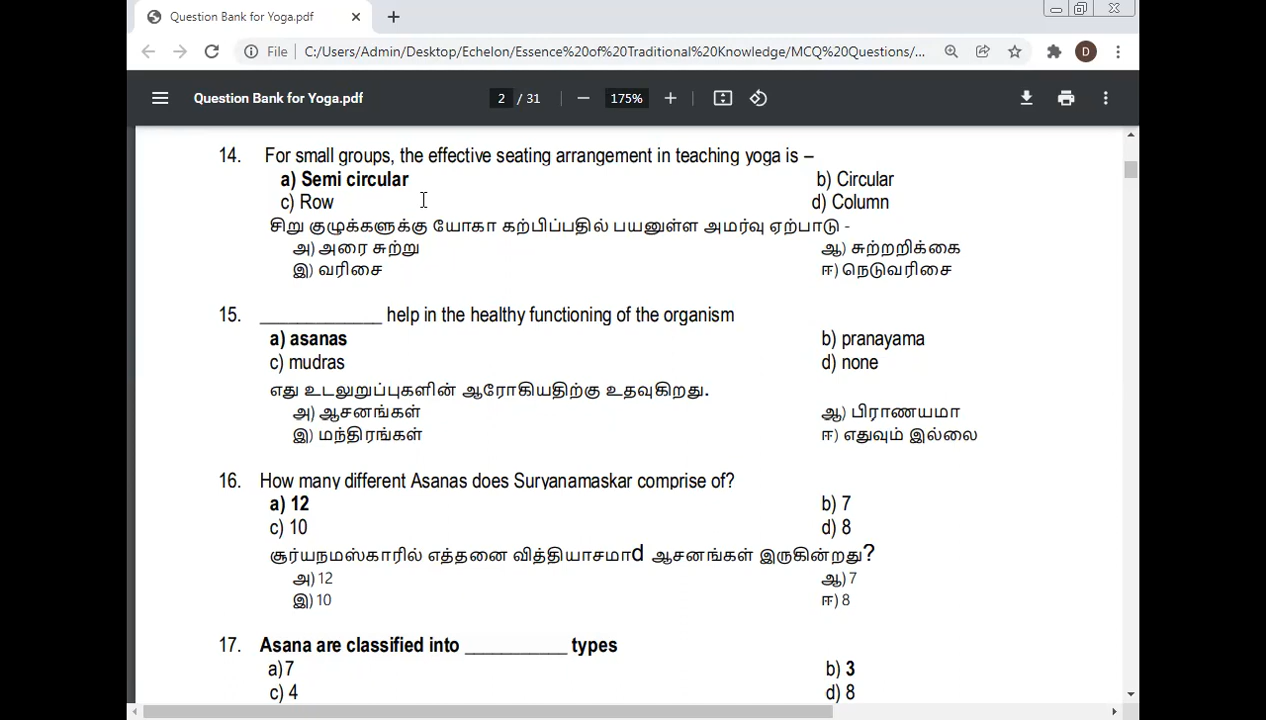 Question Bank for Yoga.pdf
File C:/Users/Admin/Desktop/Echelon/Essence%20of%20Traditional%20Knowledge/MCQ%20Questions/... D
Question Bank for Yoga.pdf 2 / 31 175%
14. For small groups, the effective seating arrangement in teaching yoga is –
a) Semi circular b) Circular
c) Row d) Column
சிறு குழுக்களுக்கு யோகா கற்பிப்பதில் பயனுள்ள அமர்வு ஏற்பாடு -
அ) அரை சுற்று ஆ) சுற்றறிக்கை
இ) வரிசை ஈ) நெடுவரிசை
15. ____________ help in the healthy functioning of the organism
a) asanas b) pranayama
c) mudras d) none
எது உடலுறுப்புகளின் ஆரோகியதிற்கு உதவுகிறது.
அ) ஆசனங்கள் ஆ) பிராணயமா
இ) மந்திரங்கள் ஈ) எதுவும் இல்லை
16. How many different Asanas does Suryanamaskar comprise of?
a) 12 b) 7
c) 10 d) 8
சூர்யநமஸ்காரில் எத்தனை வித்தியாசமாd ஆசனங்கள் இருகின்றது?
அ) 12 ஆ) 7
இ) 10 ஈ) 8
17. Asana are classified into __________ types
a) 7 b) 3
c) 4 d) 8